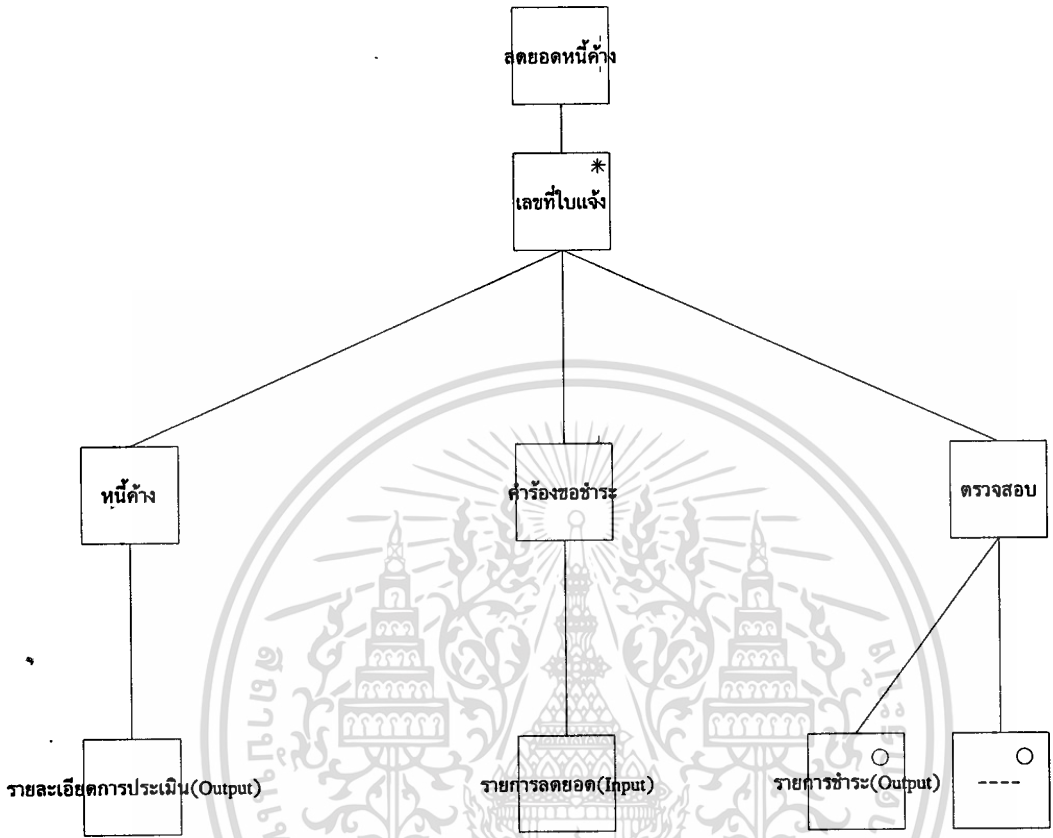 ลดยอดหนี้ค้าง
*
เลขที่ใบแจ้ง
หนี้ค้าง
คำร้องขอชำระ
ตรวจสอบ
รายละเอียดการประเมิน(Output)
รายการลดยอด(Input)
รายการชำระ(Output)
----